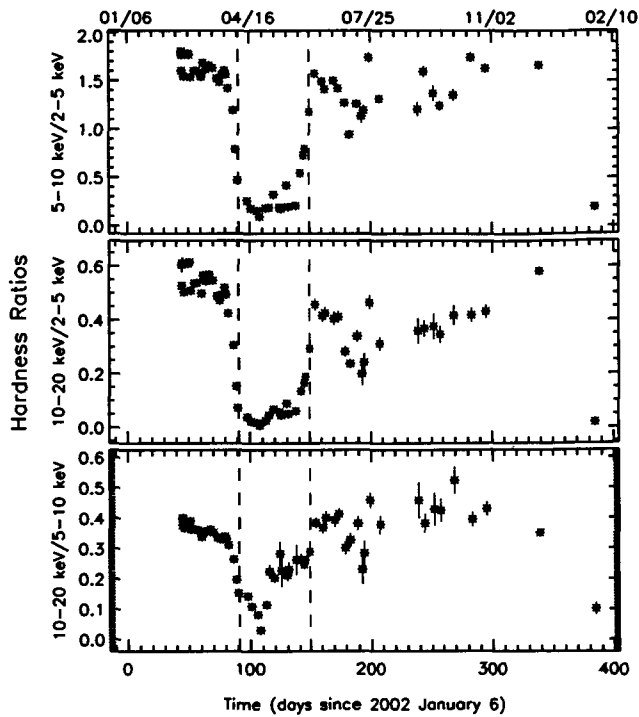 01/06 04/16 07/25 11/02 02/10
Hardness Ratios
5-10 keV/2-5 keV
2.0
1.5
1.0
0.5
0.0
10-20 keV/2-5 keV
0.6
0.4
0.2
0.0
10-20 keV/5-10 keV
0.6
0.5
0.4
0.3
0.2
0.1
0.0
0 100 200 300 400
Time (days since 2002 January 6)